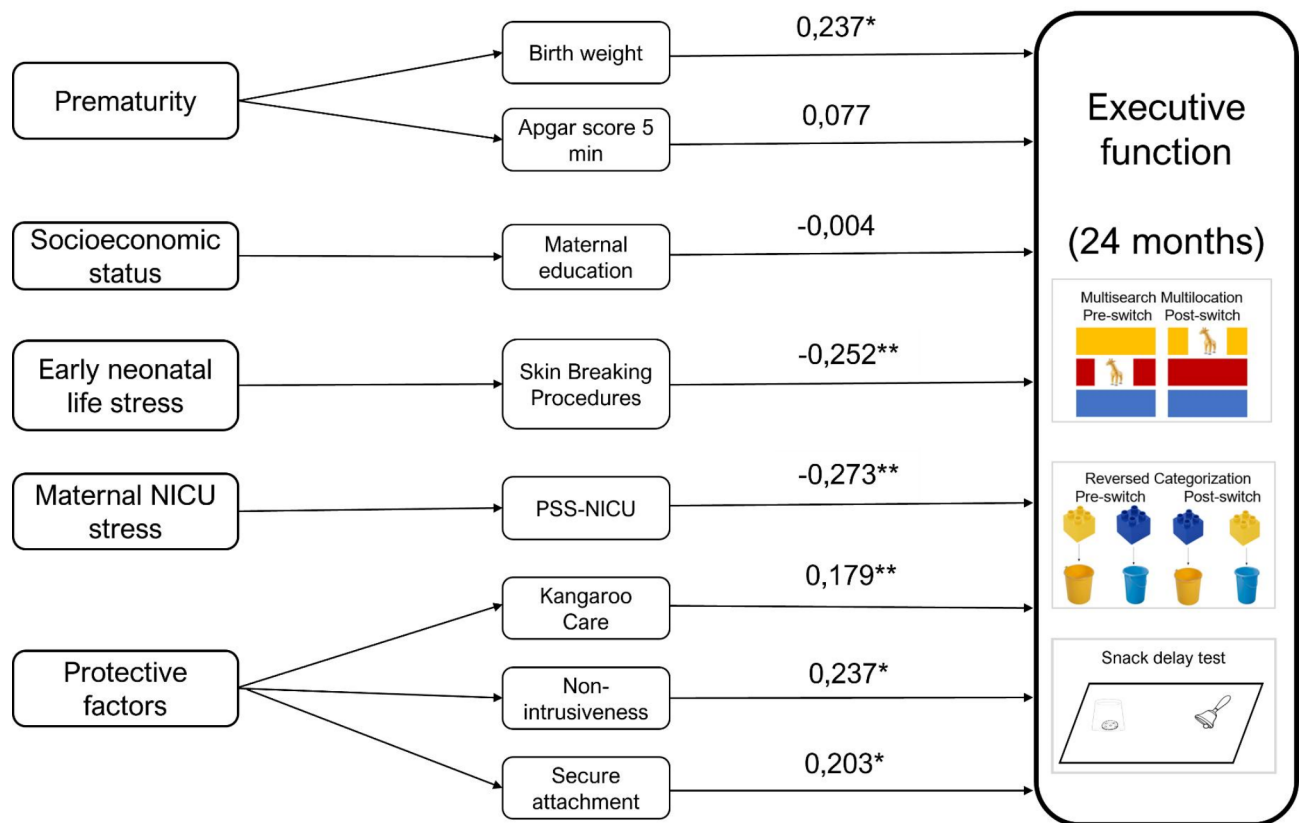 Prematurity
Birth weight
0,237*
Apgar score 5
min
0,077
Socioeconomic
status
Maternal
education
-0,004
Early neonatal
life stress
Skin Breaking
Procedures
-0,252**
Maternal NICU
stress
PSS-NICU
-0,273**
Protective
factors
Kangaroo
Care
0,179**
Non-
intrusiveness
0,237*
Secure
attachment
0,203*
Executive
function
(24 months)
Multisearch Multilocation
Pre-switch Post-switch
Reversed Categorization
Pre-switch Post-switch
Snack delay test